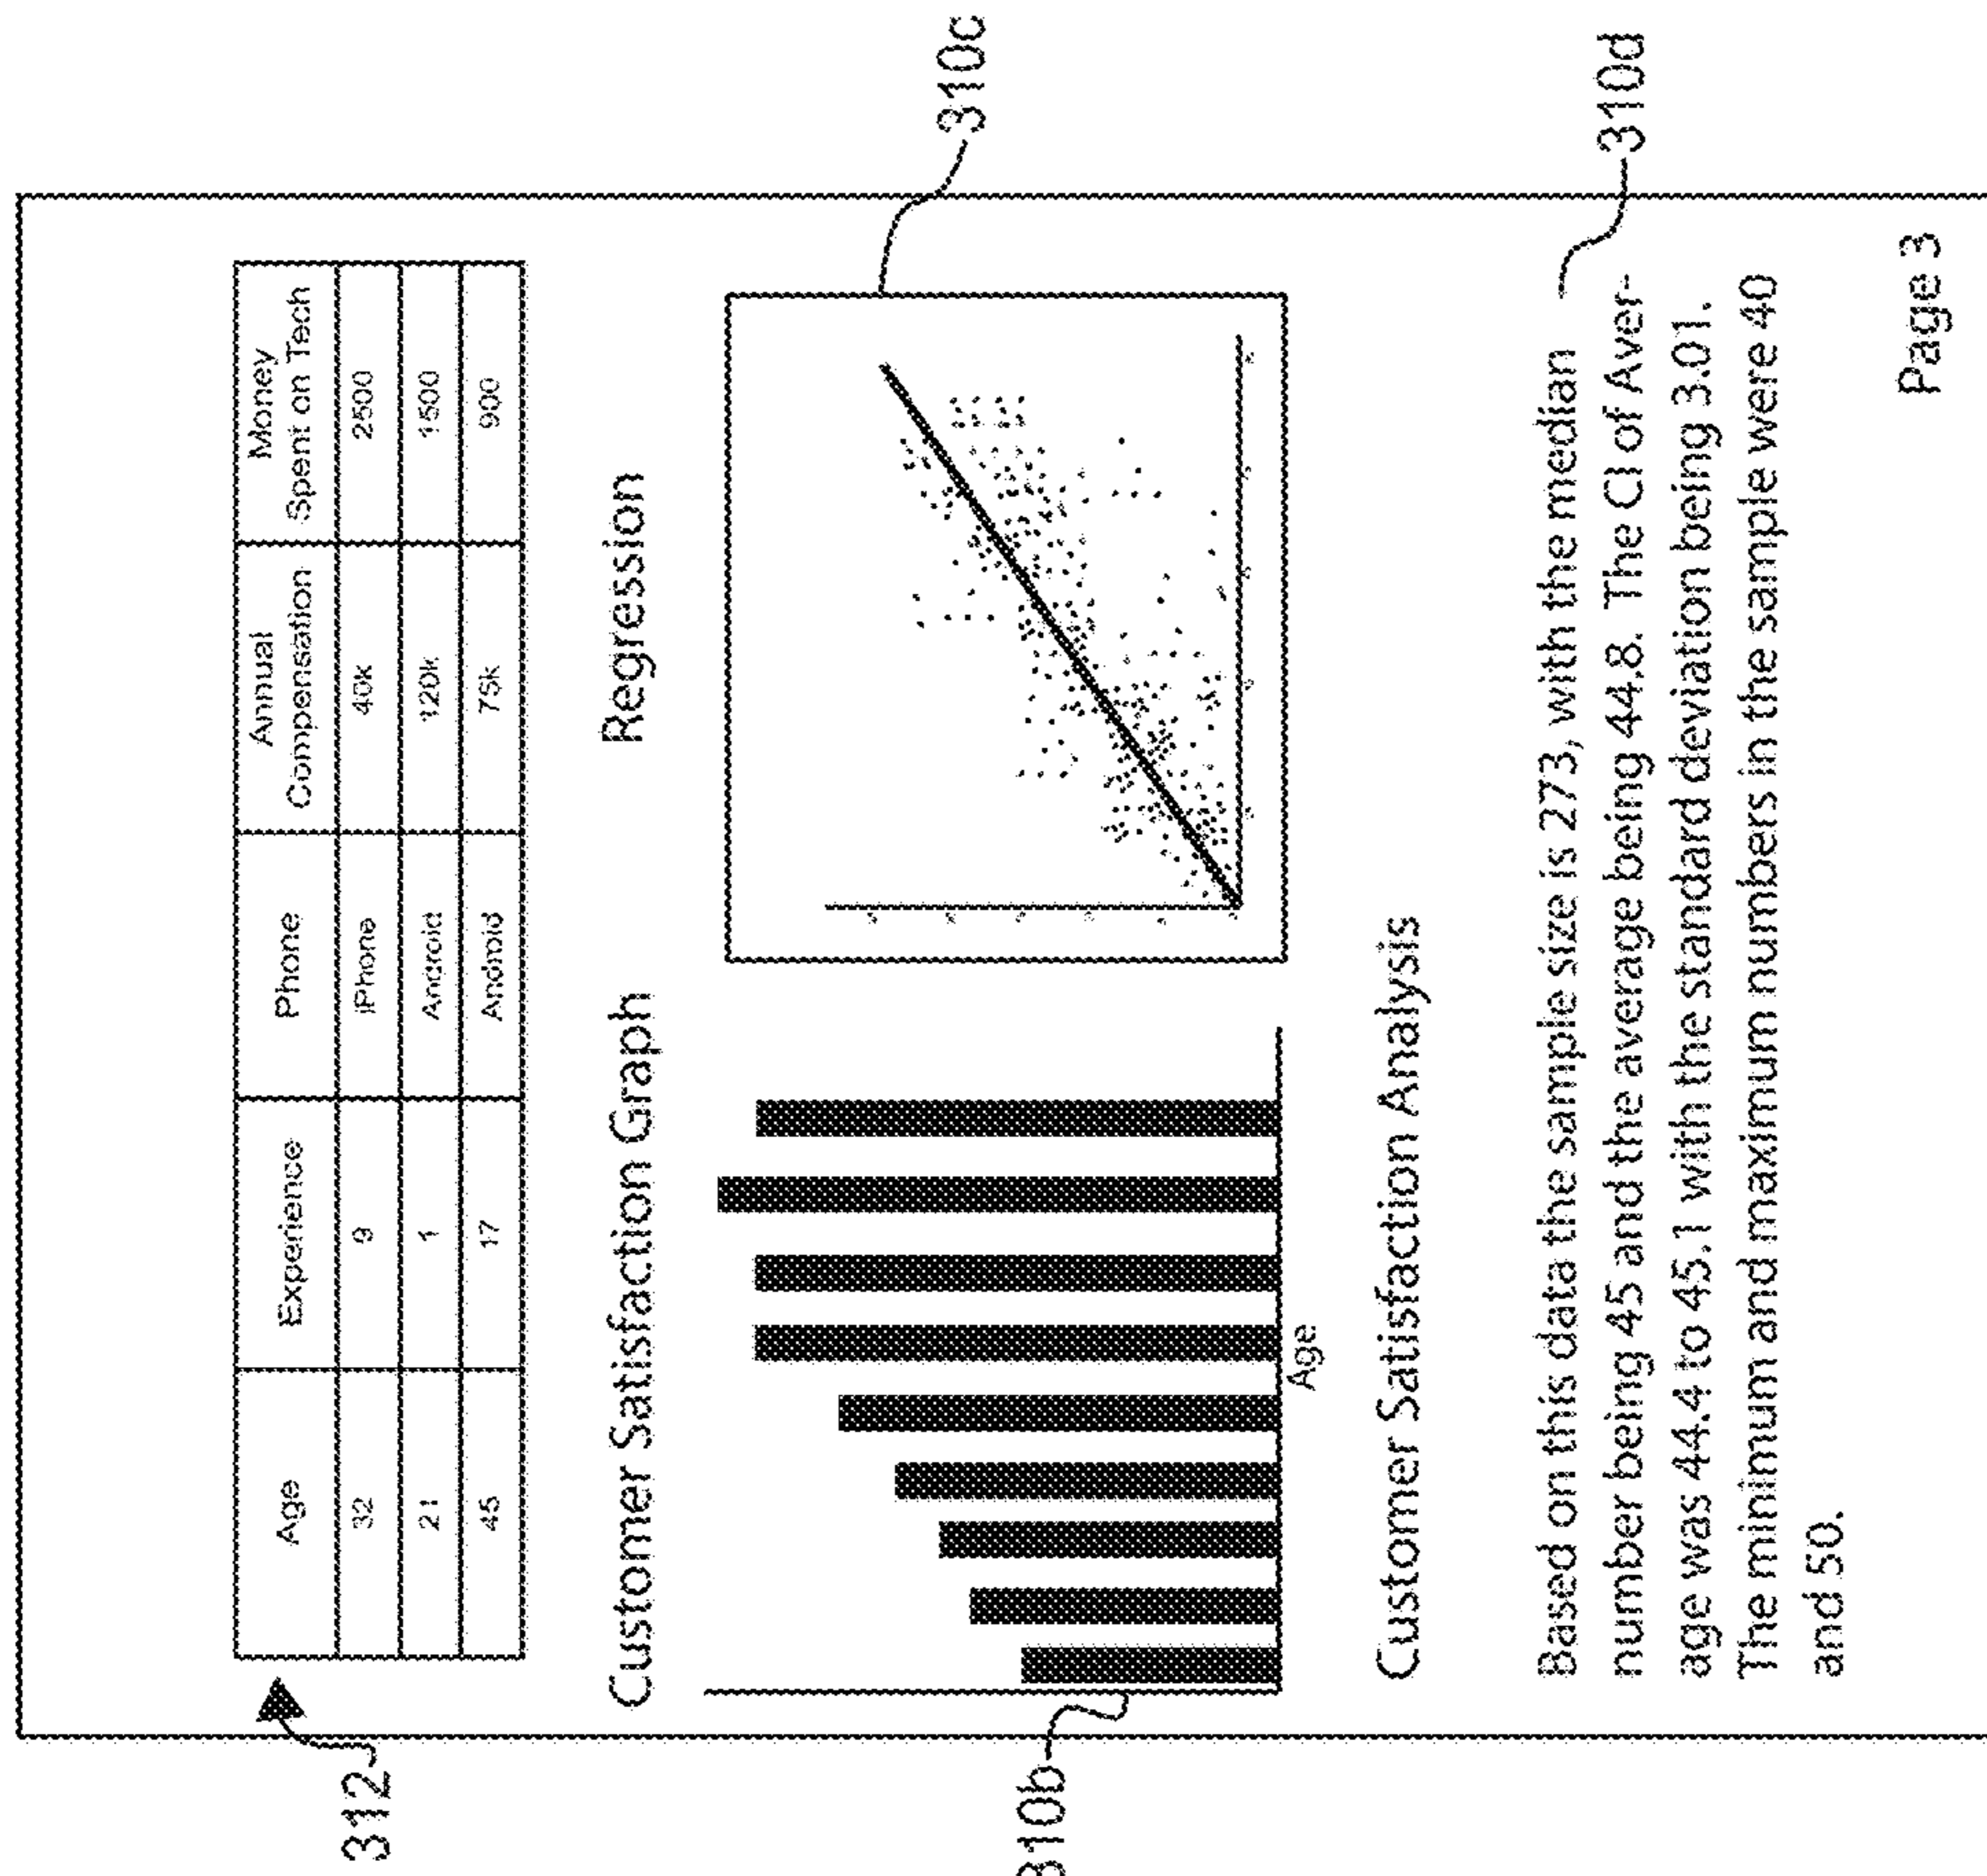 312
Age Experience Phone Annual Compensation Money Spent on Tech
32 9 iPhone 40k 2500
21 1 Android 120k 1500
45 17 Android 75k 900
Customer Satisfaction Graph
Regression
310b
310c
Age
Customer Satisfaction Analysis
Based on this data the sample size is 273, with the median
number being 45 and the average being 44.8. The CI of Aver-
age was 44.4 to 45.1 with the standard deviation being 3.01.
The minimum and maximum numbers in the sample were 40
and 50.
310d
Page 3